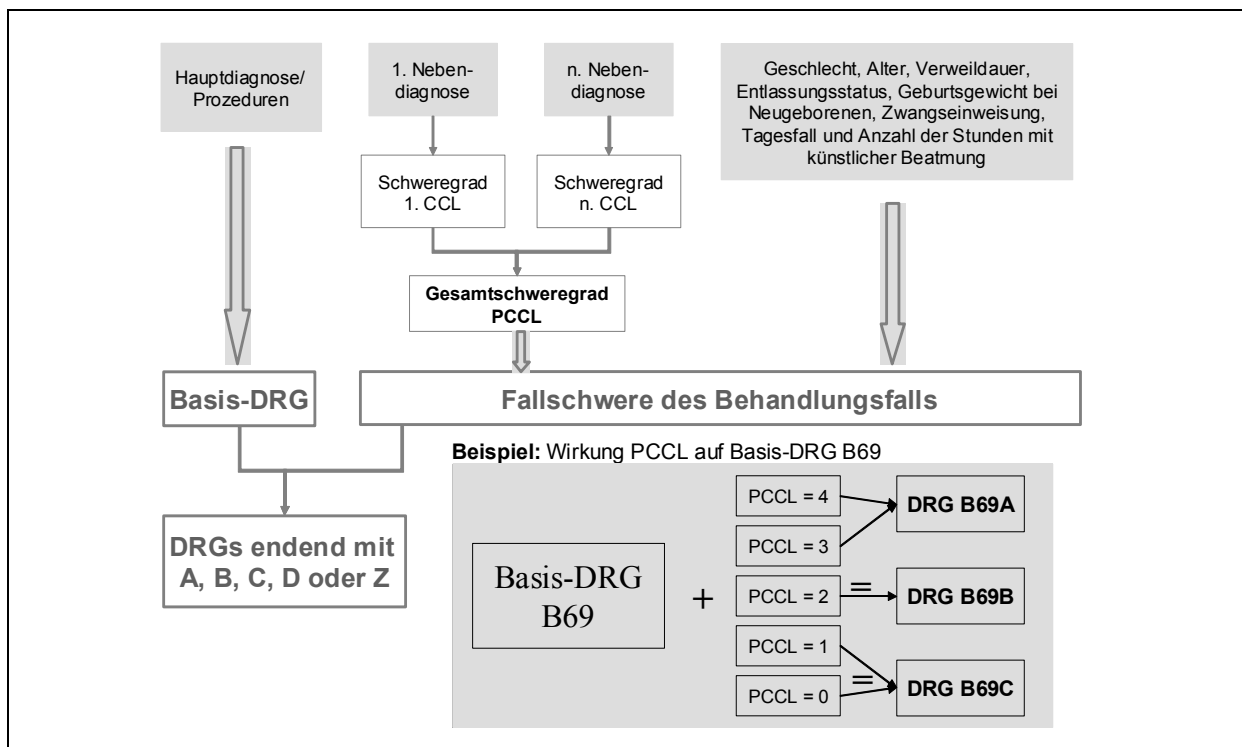 Hauptdiagnose/
Prozeduren
1. Neben-
diagnose
n. Neben-
diagnose
Geschlecht, Alter, Verweildauer,
Entlassungsstatus, Geburtsgewicht bei
Neugeborenen, Zwangseinweisung,
Tagesfall und Anzahl der Stunden mit
künstlicher Beatmung
Schweregrad
1. CCL
Schweregrad
n. CCL
Gesamtschweregrad
PCCL
Basis-DRG
Fallschwere des Behandlungsfalls
DRGs endend mit
A, B, C, D oder Z
Beispiel: Wirkung PCCL auf Basis-DRG B69
Basis-DRG
B69
+
PCCL = 4
PCCL = 3
DRG B69A
PCCL = 2
=
DRG B69B
PCCL = 1
PCCL = 0
=
DRG B69C